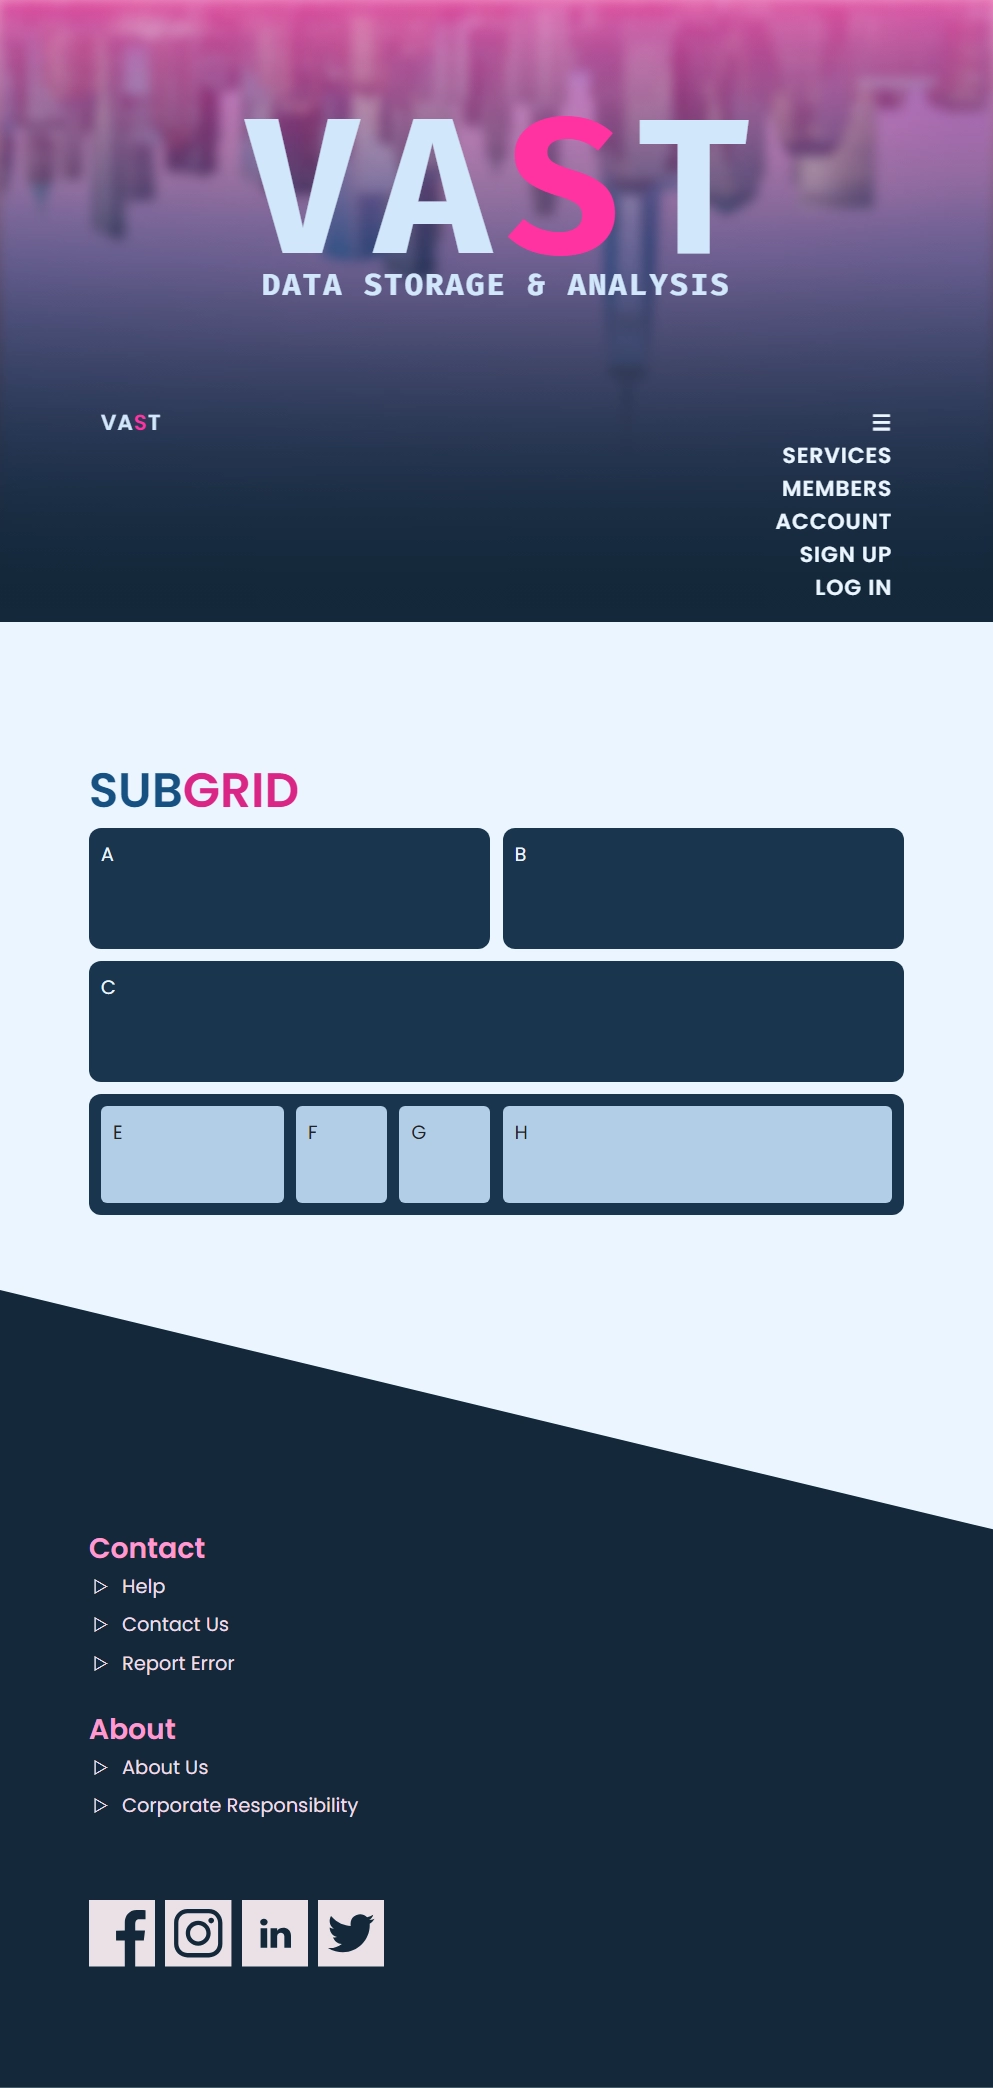 VAST
DATA STORAGE & ANALYSIS
VAST
SERVICES
MEMBERS
ACCOUNT
SIGN UP
LOG IN
SUBGRID
A
B
C
E
F
G
H
Contact
Help
Contact Us
Report Error
About
About Us
Corporate Responsibility
f
in